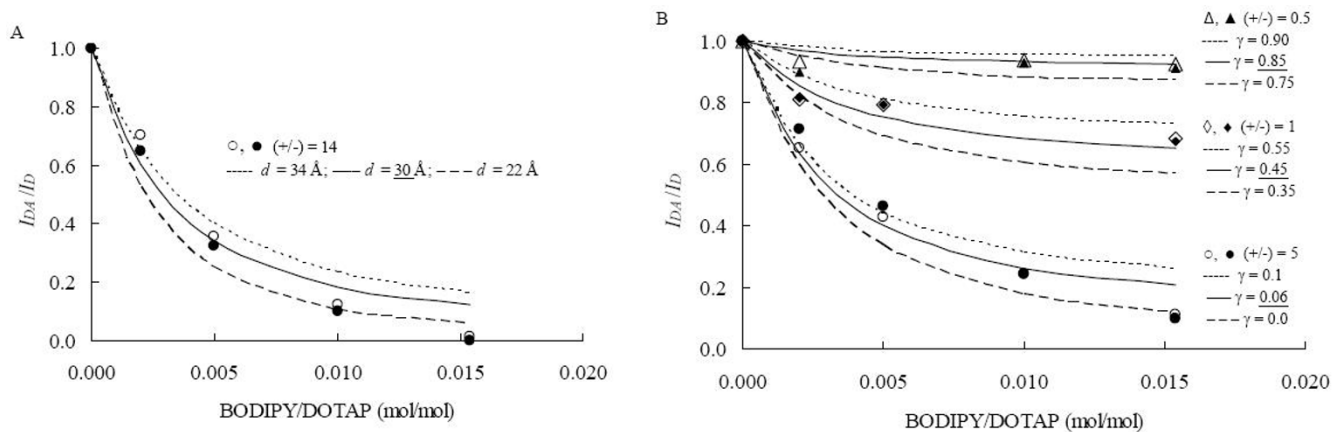 A
1.0
0.8
0.6
0.4
0.2
0.0
I_DA/I_D
○, ● (+/-) = 14
d = 34 Å; d = 30 Å; d = 22 Å
0.000 0.005 0.010 0.015 0.020
BODIPY/DOTAP (mol/mol)
B
1.0
0.8
0.6
0.4
0.2
0.0
I_DA/I_D
Δ, ▲ (+/-) = 0.5
γ = 0.90
γ = 0.85
γ = 0.75
◇, ◆ (+/-) = 1
γ = 0.55
γ = 0.45
γ = 0.35
○, ● (+/-) = 5
γ = 0.1
γ = 0.06
γ = 0.0
0.000 0.005 0.010 0.015 0.020
BODIPY/DOTAP (mol/mol)